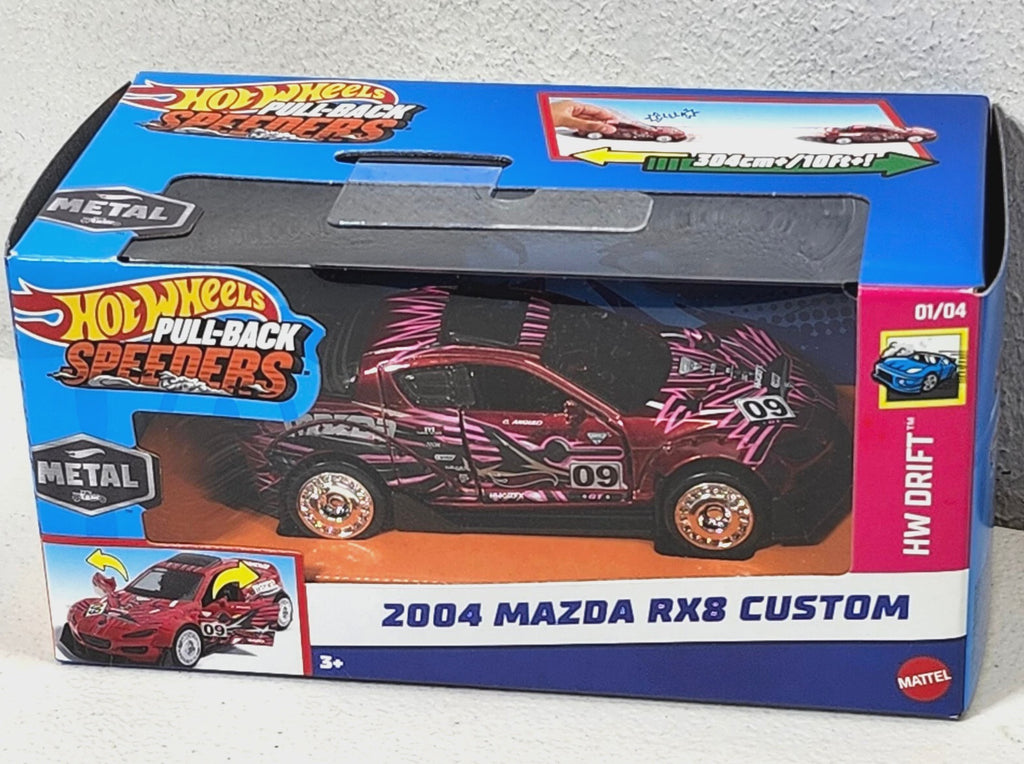 HOT WHEELS
PULL-BACK
SPEEDERS
304cm+/10ft+!
METAL
HOT WHEELS
PULL-BACK
SPEEDERS
01/04
METAL
HW DRIFT™
09
09
09
2004 MAZDA RX8 CUSTOM
3+
MATTEL